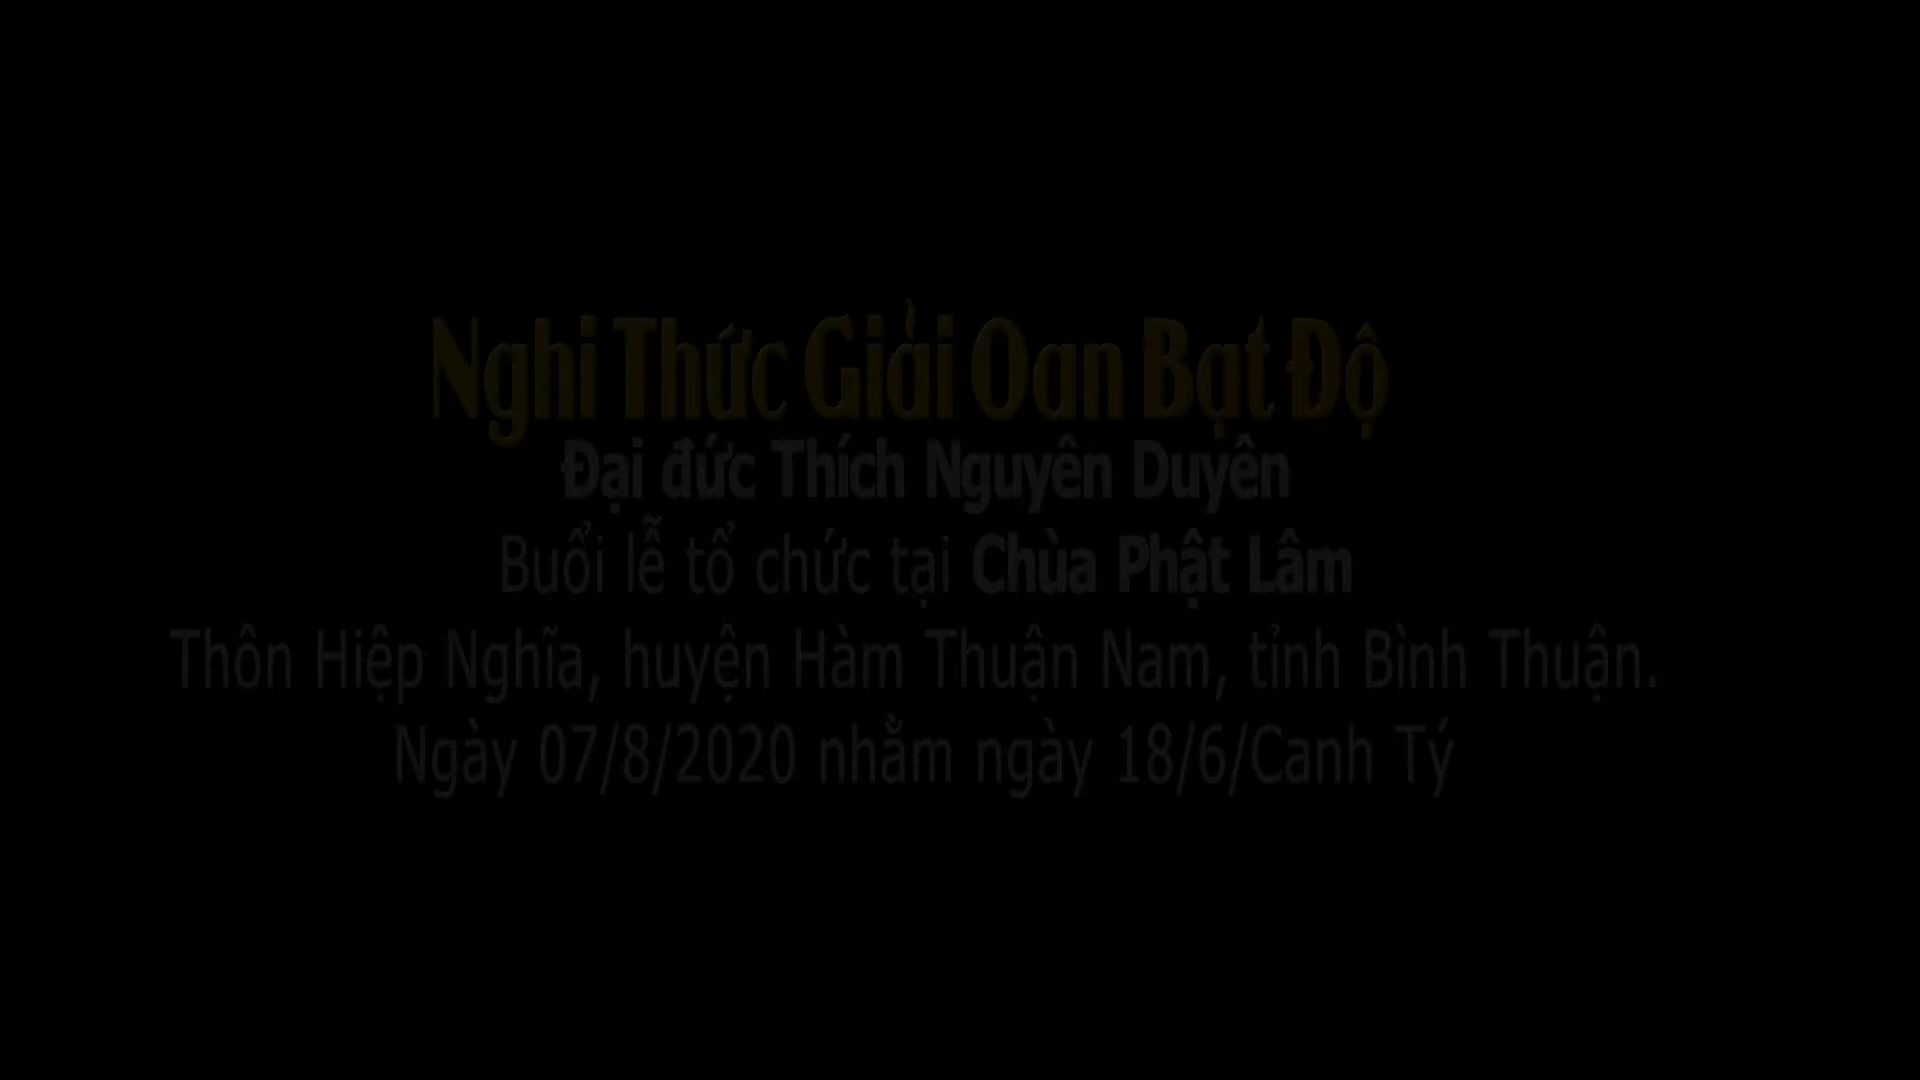 Nghi Thức Giải Oan Bạt Độ
Đại đức Thích Nguyên Duyên
Buổi lễ tổ chức tại Chùa Phật Lâm
Thôn Hiệp Nghĩa, huyện Hàm Thuận Nam, tỉnh Bình Thuận.
Ngày 07/8/2020 nhằm ngày 18/6/Canh Tý